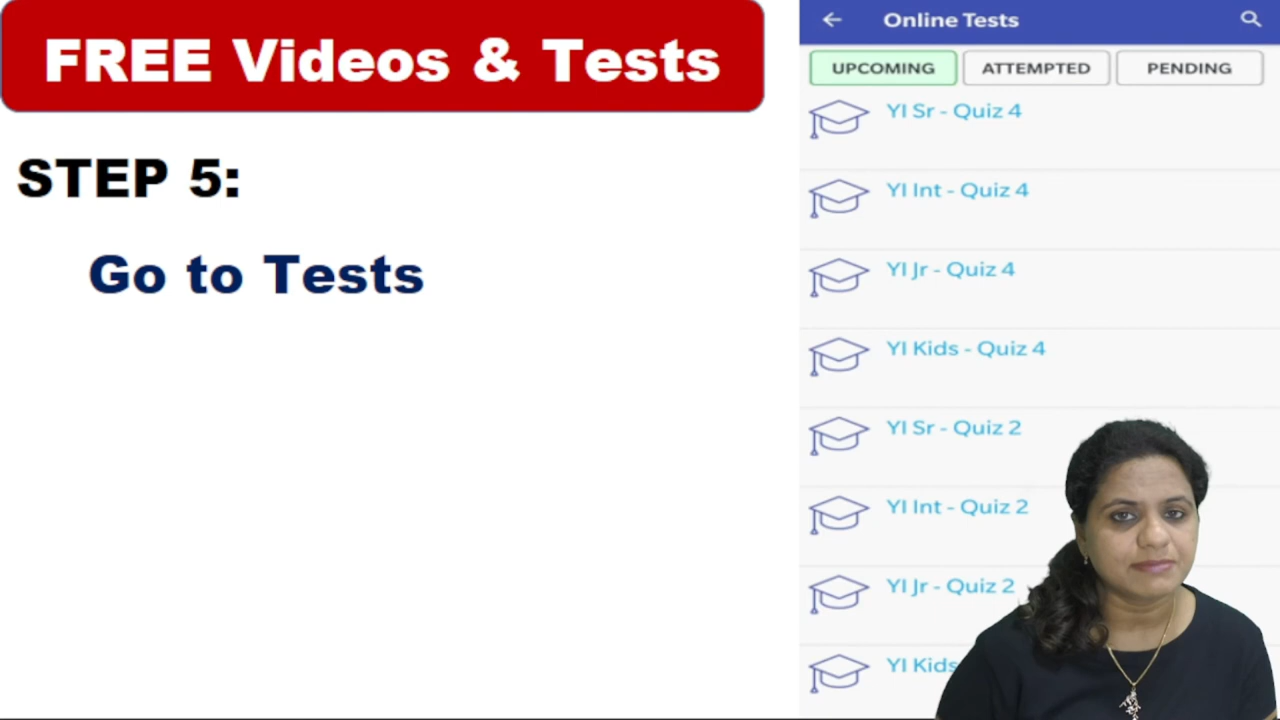 FREE Videos & Tests
STEP 5:
Go to Tests
Online Tests
UPCOMING
ATTEMPTED
PENDING
YI Sr - Quiz 4
YI Int - Quiz 4
YI Jr - Quiz 4
YI Kids - Quiz 4
YI Sr - Quiz 2
YI Int - Quiz 2
YI Jr - Quiz 2
YI Kids